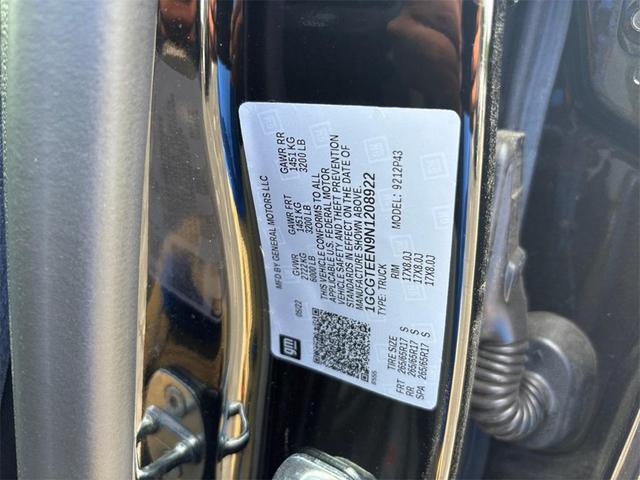 gm
MFD BY GENERAL MOTORS LLC
05/22
GVWR
2722 KG
6000 LB
GAWR FRT
1451 KG
3200 LB
GAWR RR
1451 KG
3200 LB
THIS VEHICLE CONFORMS TO ALL
APPLICABLE U.S. FEDERAL MOTOR
VEHICLE SAFETY AND THEFT PREVENTION
STANDARDS IN EFFECT ON THE DATE OF
MANUFACTURE SHOWN ABOVE.
1GCGTEEN9N1208922
TYPE: TRUCK
MODEL: 9212P43
TIRE SIZE
RIM
FRT 265/65R17 S 17X8.0J
RR 265/65R17 S 17X8.0J
SPA 265/65R17 S 17X8.0J